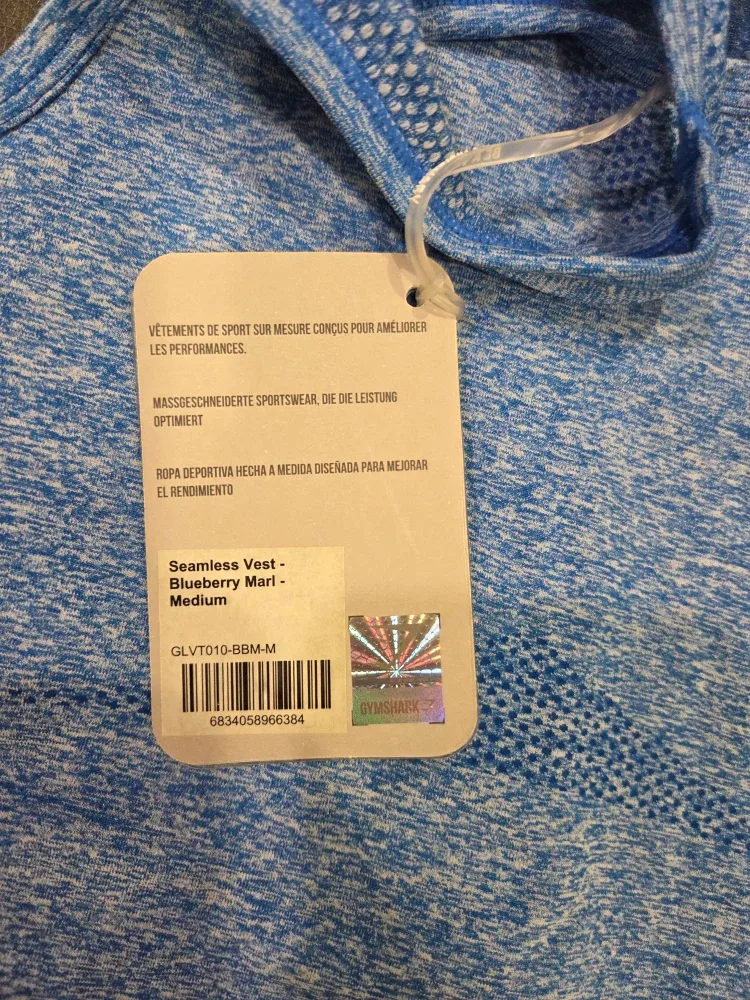 VÊTEMENTS DE SPORT SUR MESURE CONÇUS POUR AMÉLIORER
LES PERFORMANCES.
MASSGESCHNEIDERTE SPORTSWEAR, DIE DIE LEISTUNG
OPTIMIERT
ROPA DEPORTIVA HECHA A MEDIDA DISEÑADA PARA MEJORAR
EL RENDIMIENTO
Seamless Vest -
Blueberry Marl -
Medium
GLVT010-BBM-M
6834058966384
GYMSHARK